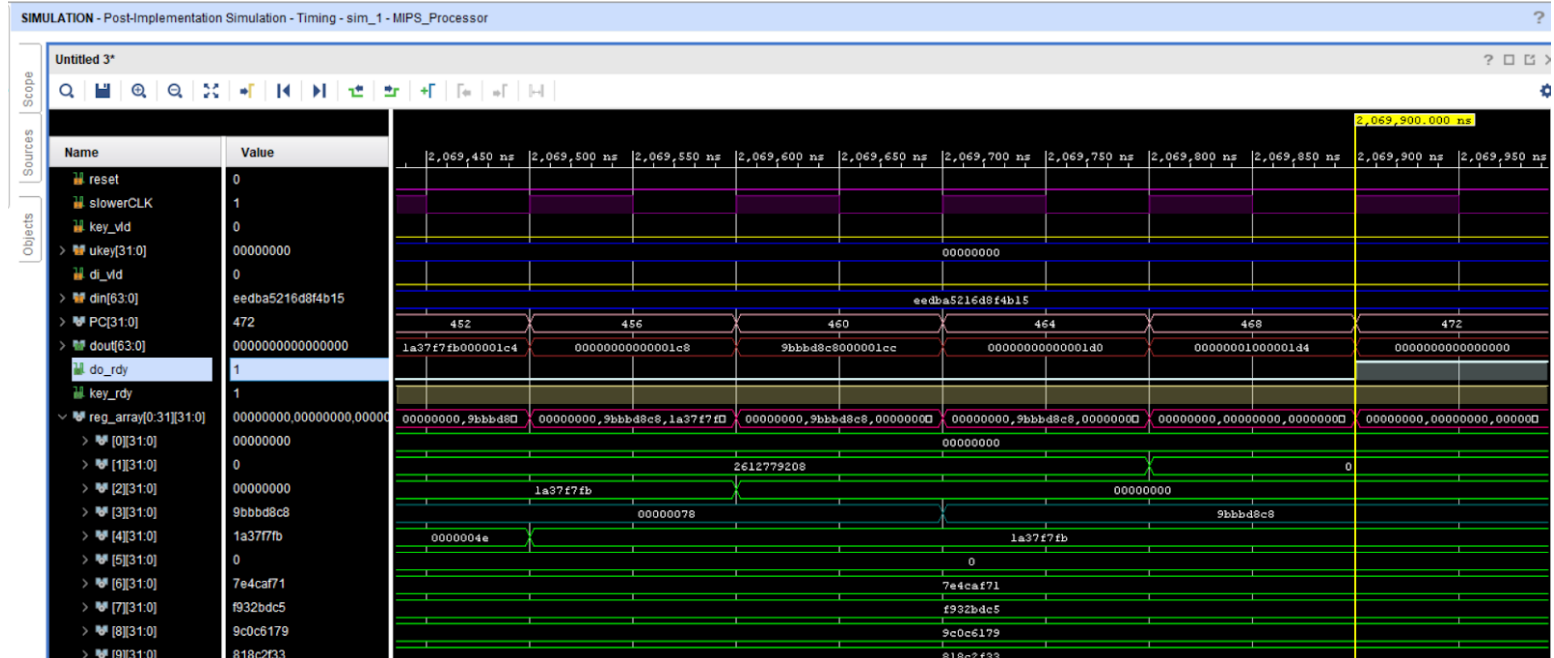 SIMULATION - Post-Implementation Simulation - Timing - sim_1 - MIPS_Processor ?
Untitled 3* ?
Scope
Sources
Objects
2,069,900.000 ns
Name Value 2,069,450 ns 2,069,500 ns 2,069,550 ns 2,069,600 ns 2,069,650 ns 2,069,700 ns 2,069,750 ns 2,069,800 ns 2,069,850 ns 2,069,900 ns 2,069,950 ns
reset 0
slowerCLK 1
key_vld 0
ukey[31:0] 00000000 00000000
di_vld 0
din[63:0] eedba5216d8f4b15 eedba5216d8f4b15
PC[31:0] 472 452 456 460 464 468 472
dout[63:0] 0000000000000000 1a37f7fb000001c4 00000000000001c8 9bbbd8c8000001cc 00000000000001d0 00000001000001d4 0000000000000000
do_rdy 1
key_rdy 1
reg_array[0:31][31:0] 00000000,00000000,00000 00000000,9bbbd8 00000000,9bbbd8c8,1a37f7f 00000000,9bbbd8c8,0000000 00000000,9bbbd8c8,0000000 00000000,00000000,0000000 00000000,00000000,00000
[0][31:0] 00000000 00000000
[1][31:0] 0 2612779208 0
[2][31:0] 00000000 1a37f7fb 00000000
[3][31:0] 9bbbd8c8 00000078 9bbbd8c8
[4][31:0] 1a37f7fb 0000004e 1a37f7fb
[5][31:0] 0 0
[6][31:0] 7e4caf71 7e4caf71
[7][31:0] f932bdc5 f932bdc5
[8][31:0] 9c0c6179 9c0c6179
[9][31:0] 818c2f33 818c2f33